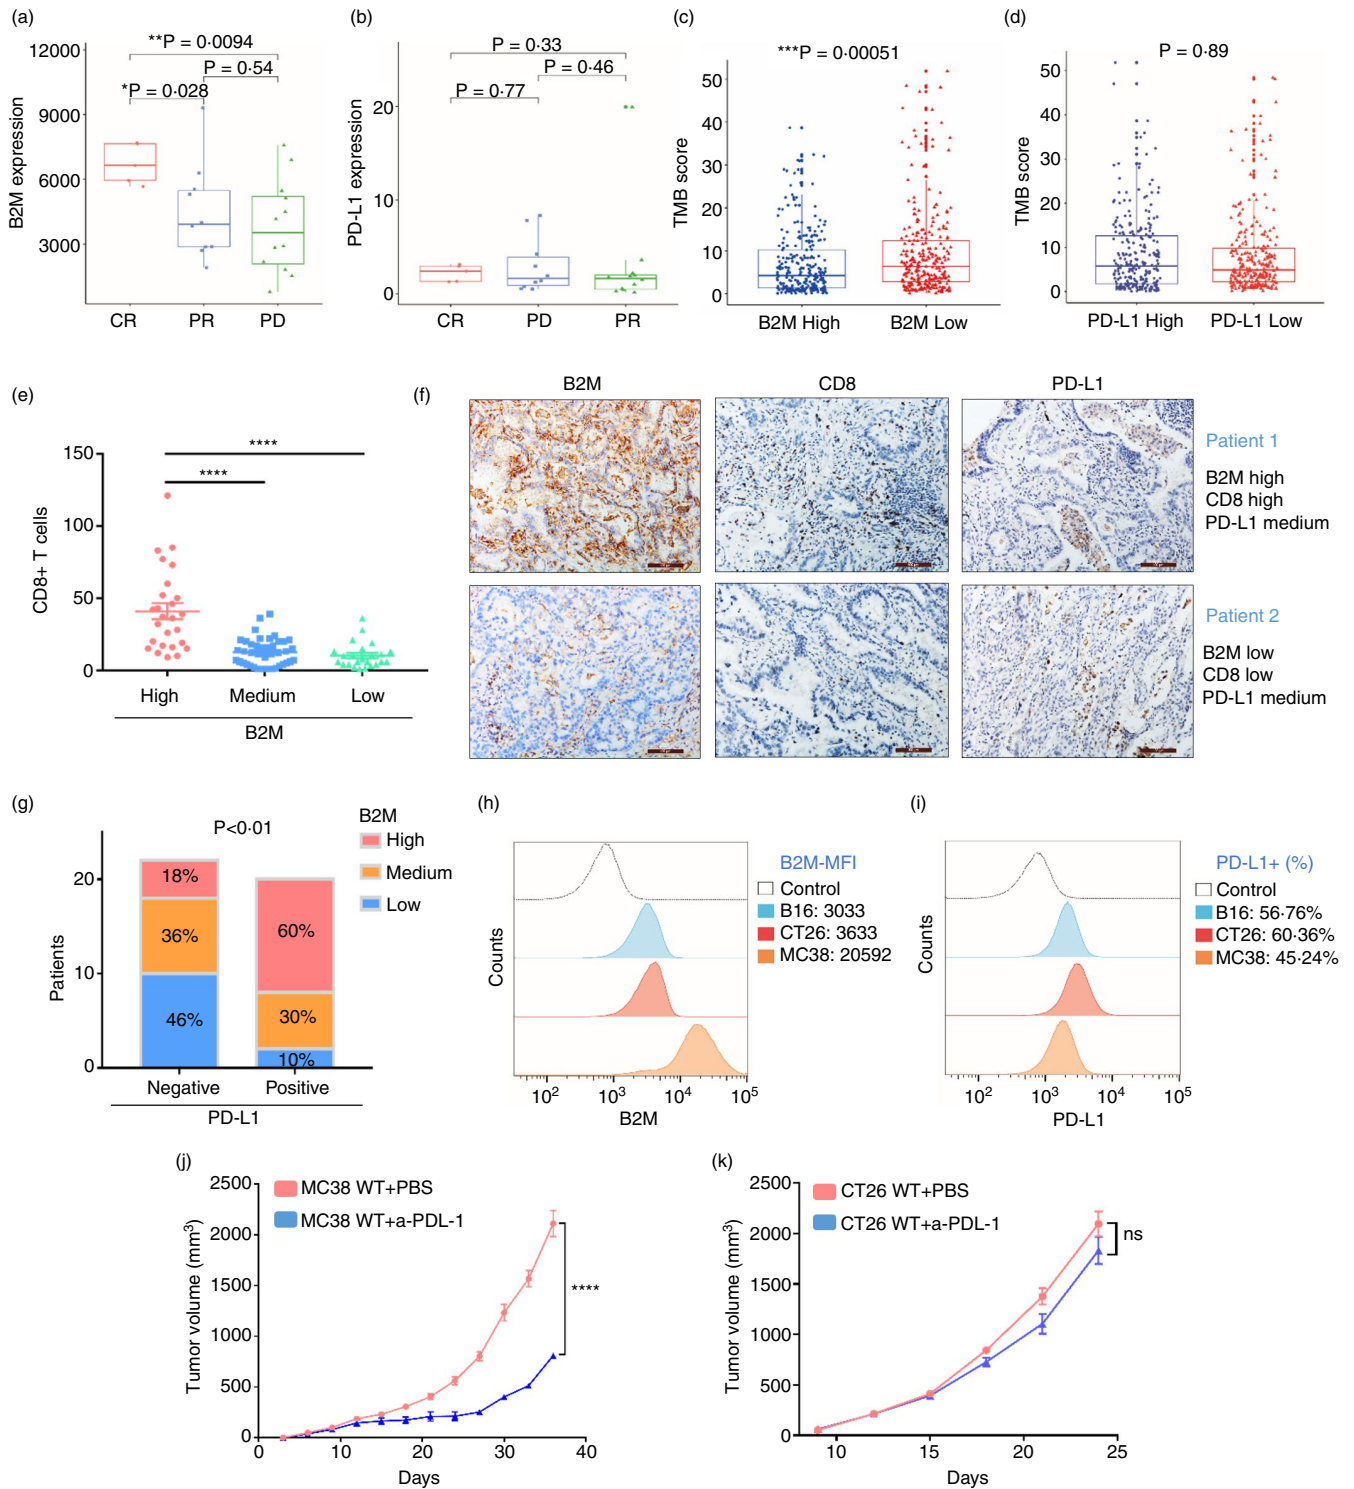 (a)
**P = 0·0094
P = 0·54
*P = 0·028
B2M expression
12000
9000
6000
3000
CR PR PD
(b)
P = 0·33
P = 0·46
P = 0·77
PD-L1 expression
20
10
0
CR PD PR
(c)
***P = 0·00051
TMB score
50
40
30
20
10
0
B2M High B2M Low
(d)
P = 0·89
TMB score
50
40
30
20
10
0
PD-L1 High PD-L1 Low
(e)
****
****
CD8+ T cells
150
100
50
0
High Medium Low
B2M
(f)
B2M CD8 PD-L1
Patient 1
B2M high
CD8 high
PD-L1 medium
Patient 2
B2M low
CD8 low
PD-L1 medium
(g)
P<0·01
B2M
High
Medium
Low
Patients
20
10
0
18%
36%
46%
60%
30%
10%
Negative Positive
PD-L1
(h)
Counts
B2M-MFI
Control
B16: 3033
CT26: 3633
MC38: 20592
10² 10³ 10⁴ 10⁵
B2M
(i)
Counts
PD-L1+ (%)
Control
B16: 56·76%
CT26: 60·36%
MC38: 45·24%
10² 10³ 10⁴ 10⁵
PD-L1
(j)
Tumor volume (mm³)
2500
2000
1500
1000
500
0
MC38 WT+PBS
MC38 WT+a-PDL-1
****
0 10 20 30 40
Days
(k)
Tumor volume (mm³)
2500
2000
1500
1000
500
0
CT26 WT+PBS
CT26 WT+a-PDL-1
ns
10 15 20 25
Days